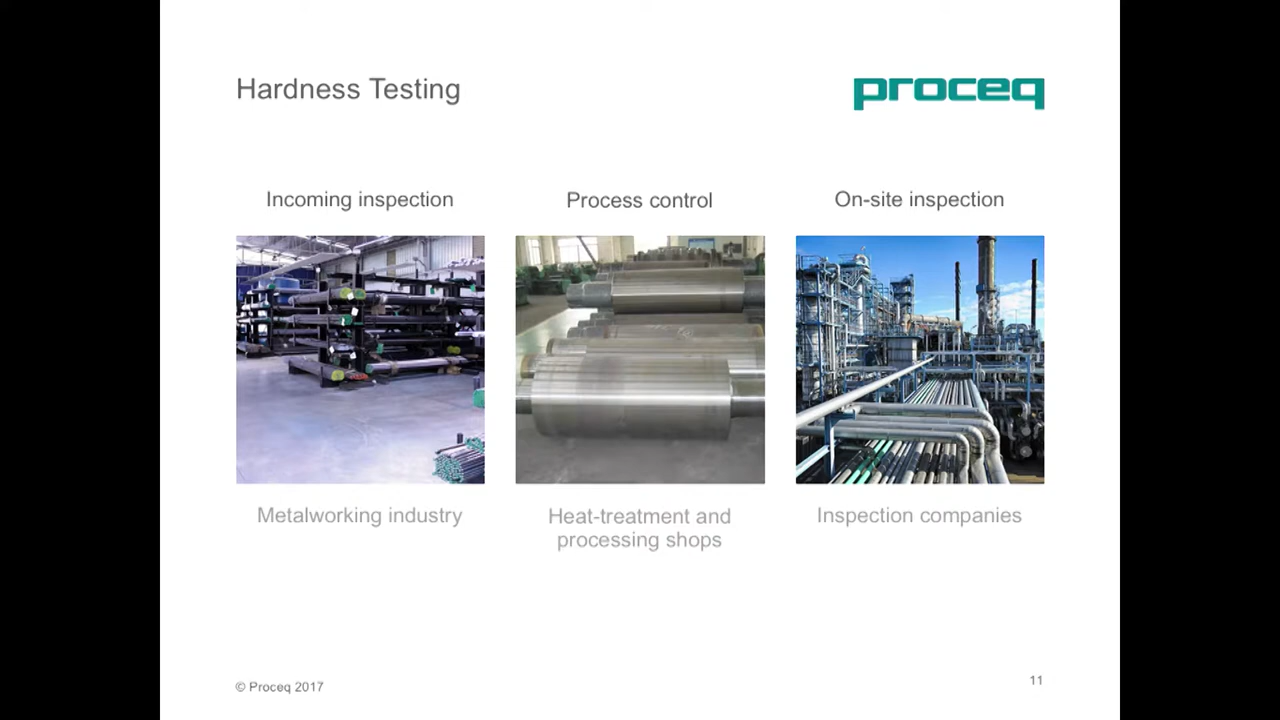 Hardness Testing
proceq
Incoming inspection
Process control
On-site inspection
Metalworking industry
Heat-treatment and
processing shops
Inspection companies
© Proceq 2017
11